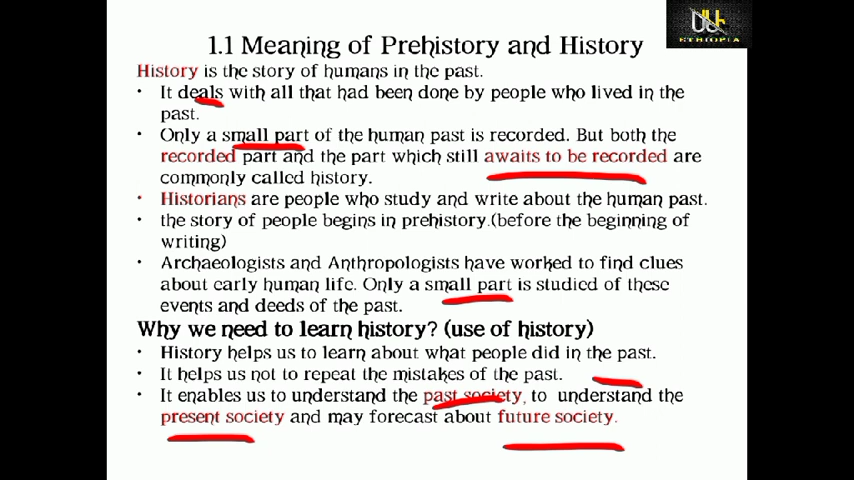 1.1 Meaning of Prehistory and History
ETHIOPIA
History is the story of humans in the past.
• It deals with all that had been done by people who lived in the
past.
• Only a small part of the human past is recorded. But both the
recorded part and the part which still awaits to be recorded are
commonly called history.
• Historians are people who study and write about the human past.
• the story of people begins in prehistory.(before the beginning of
writing)
• Archaeologists and Anthropologists have worked to find clues
about early human life. Only a small part is studied of these
events and deeds of the past.
Why we need to learn history? (use of history)
• History helps us to learn about what people did in the past.
• It helps us not to repeat the mistakes of the past.
• It enables us to understand the past society, to understand the
present society and may forecast about future society.